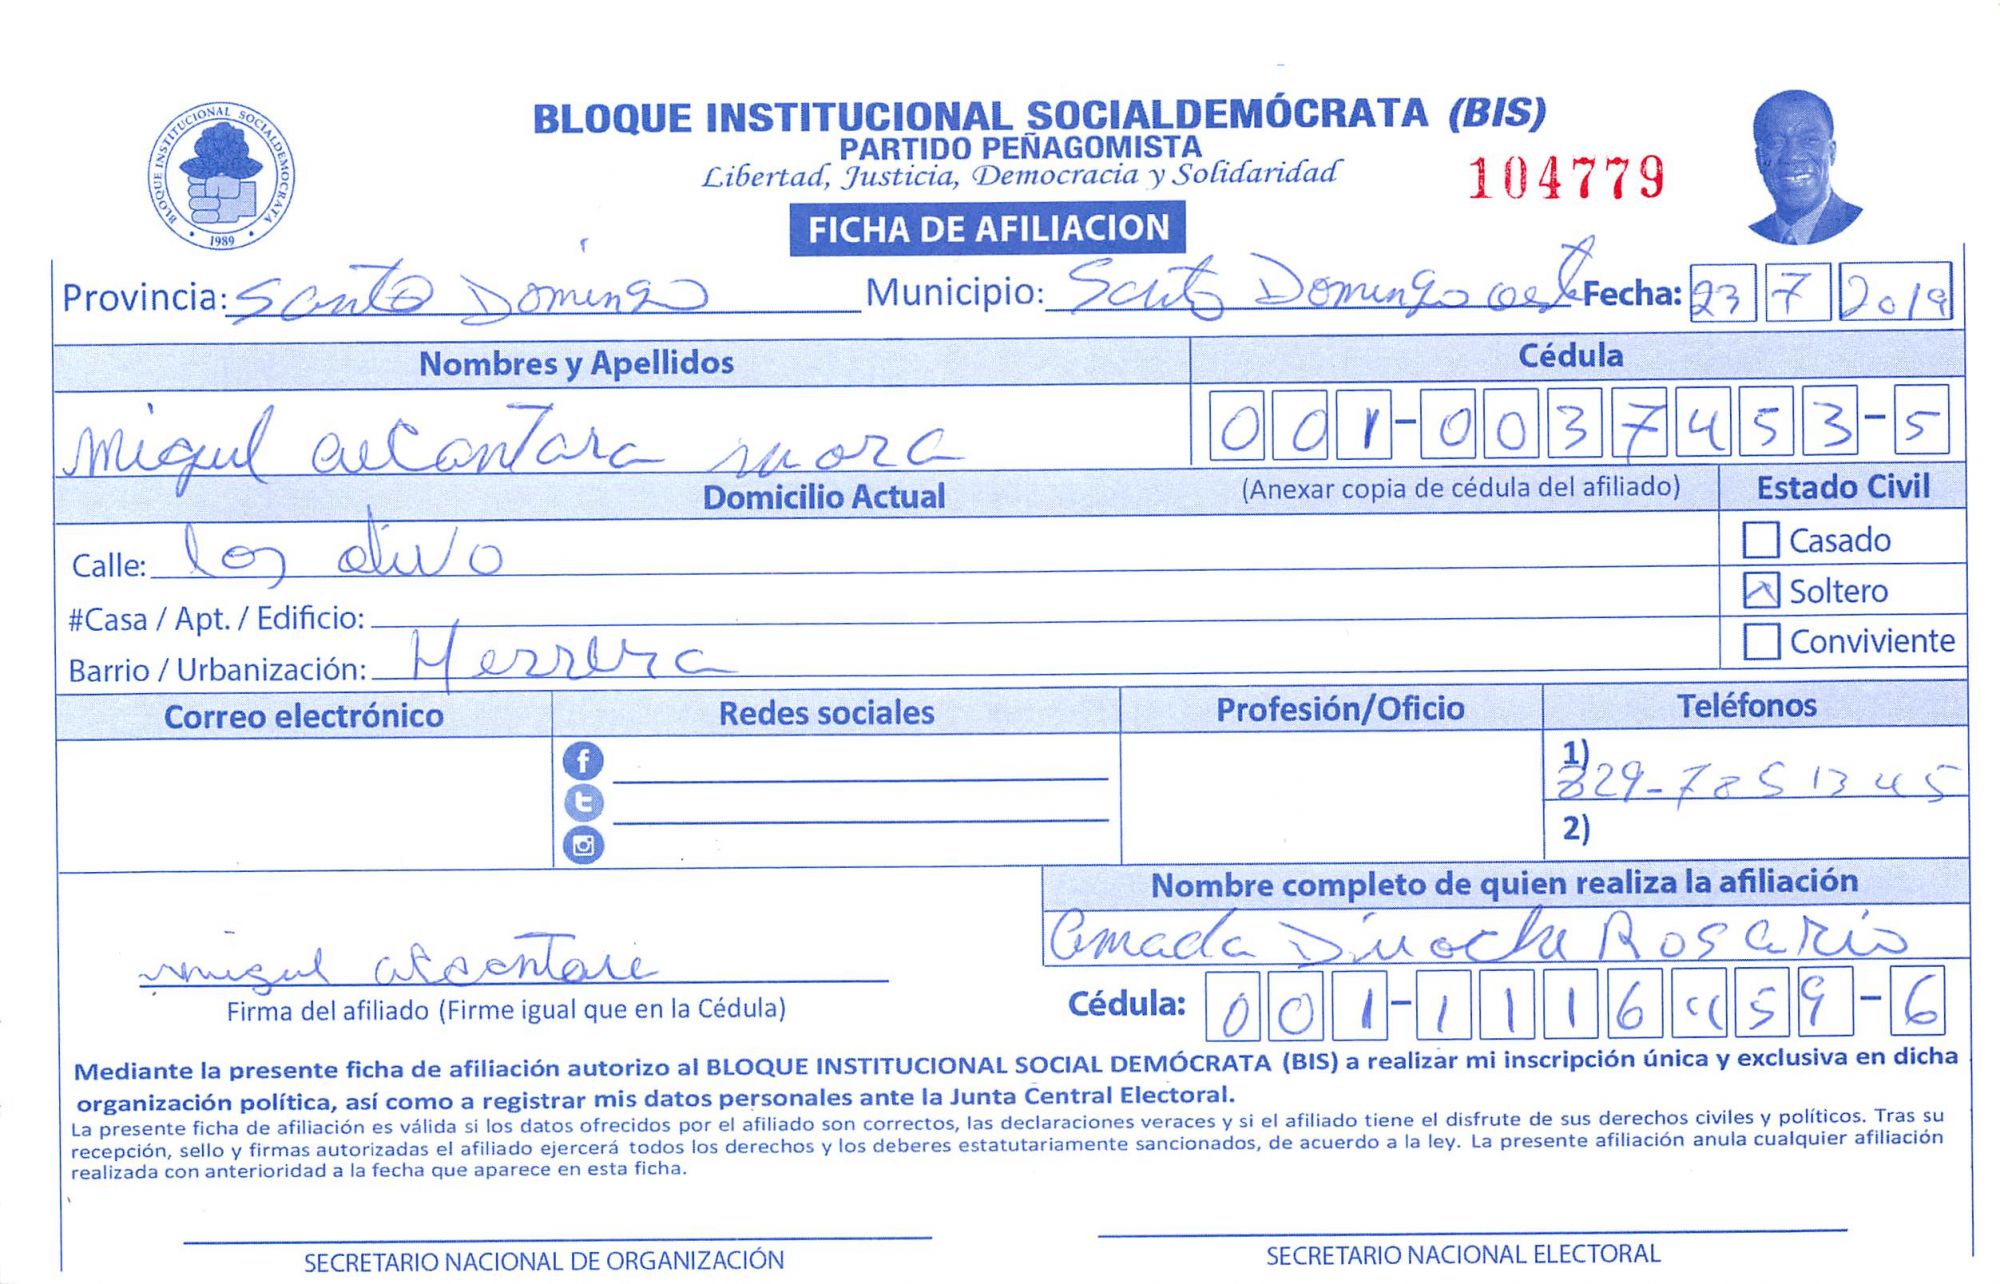 BLOQUE INSTITUCIONAL SOCIALDEMÓCRATA (BIS)
PARTIDO PEÑAGOMISTA
Libertad, Justicia, Democracia y Solidaridad
104779
BLOQUE INSTITUCIONAL SOCIALDEMOCRATA
1989
FICHA DE AFILIACION
Provincia: Santo Domingo Municipio: Santo Domingo oeste Fecha: 23 7 2019
Nombres y Apellidos Cédula
Miguel alcantara mora 001-0037453-5
Domicilio Actual (Anexar copia de cédula del afiliado) Estado Civil
Calle: los olivo Casado
#Casa / Apt. / Edificio: Soltero
Barrio / Urbanización: Herrera Conviviente
Correo electrónico Redes sociales Profesión/Oficio Teléfonos
1) 829-7851345
2)
Nombre completo de quien realiza la afiliación
amada Rosario
miguel alcantara
Firma del afiliado (Firme igual que en la Cédula) Cédula: 001-1116459-6
Mediante la presente ficha de afiliación autorizo al BLOQUE INSTITUCIONAL SOCIAL DEMÓCRATA (BIS) a realizar mi inscripción única y exclusiva en dicha
organización política, así como a registrar mis datos personales ante la Junta Central Electoral.
La presente ficha de afiliación es válida si los datos ofrecidos por el afiliado son correctos, las declaraciones veraces y si el afiliado tiene el disfrute de sus derechos civiles y políticos. Tras su
recepción, sello y firmas autorizadas el afiliado ejercerá todos los derechos y los deberes estatutariamente sancionados, de acuerdo a la ley. La presente afiliación anula cualquier afiliación
realizada con anterioridad a la fecha que aparece en esta ficha.
SECRETARIO NACIONAL DE ORGANIZACIÓN SECRETARIO NACIONAL ELECTORAL